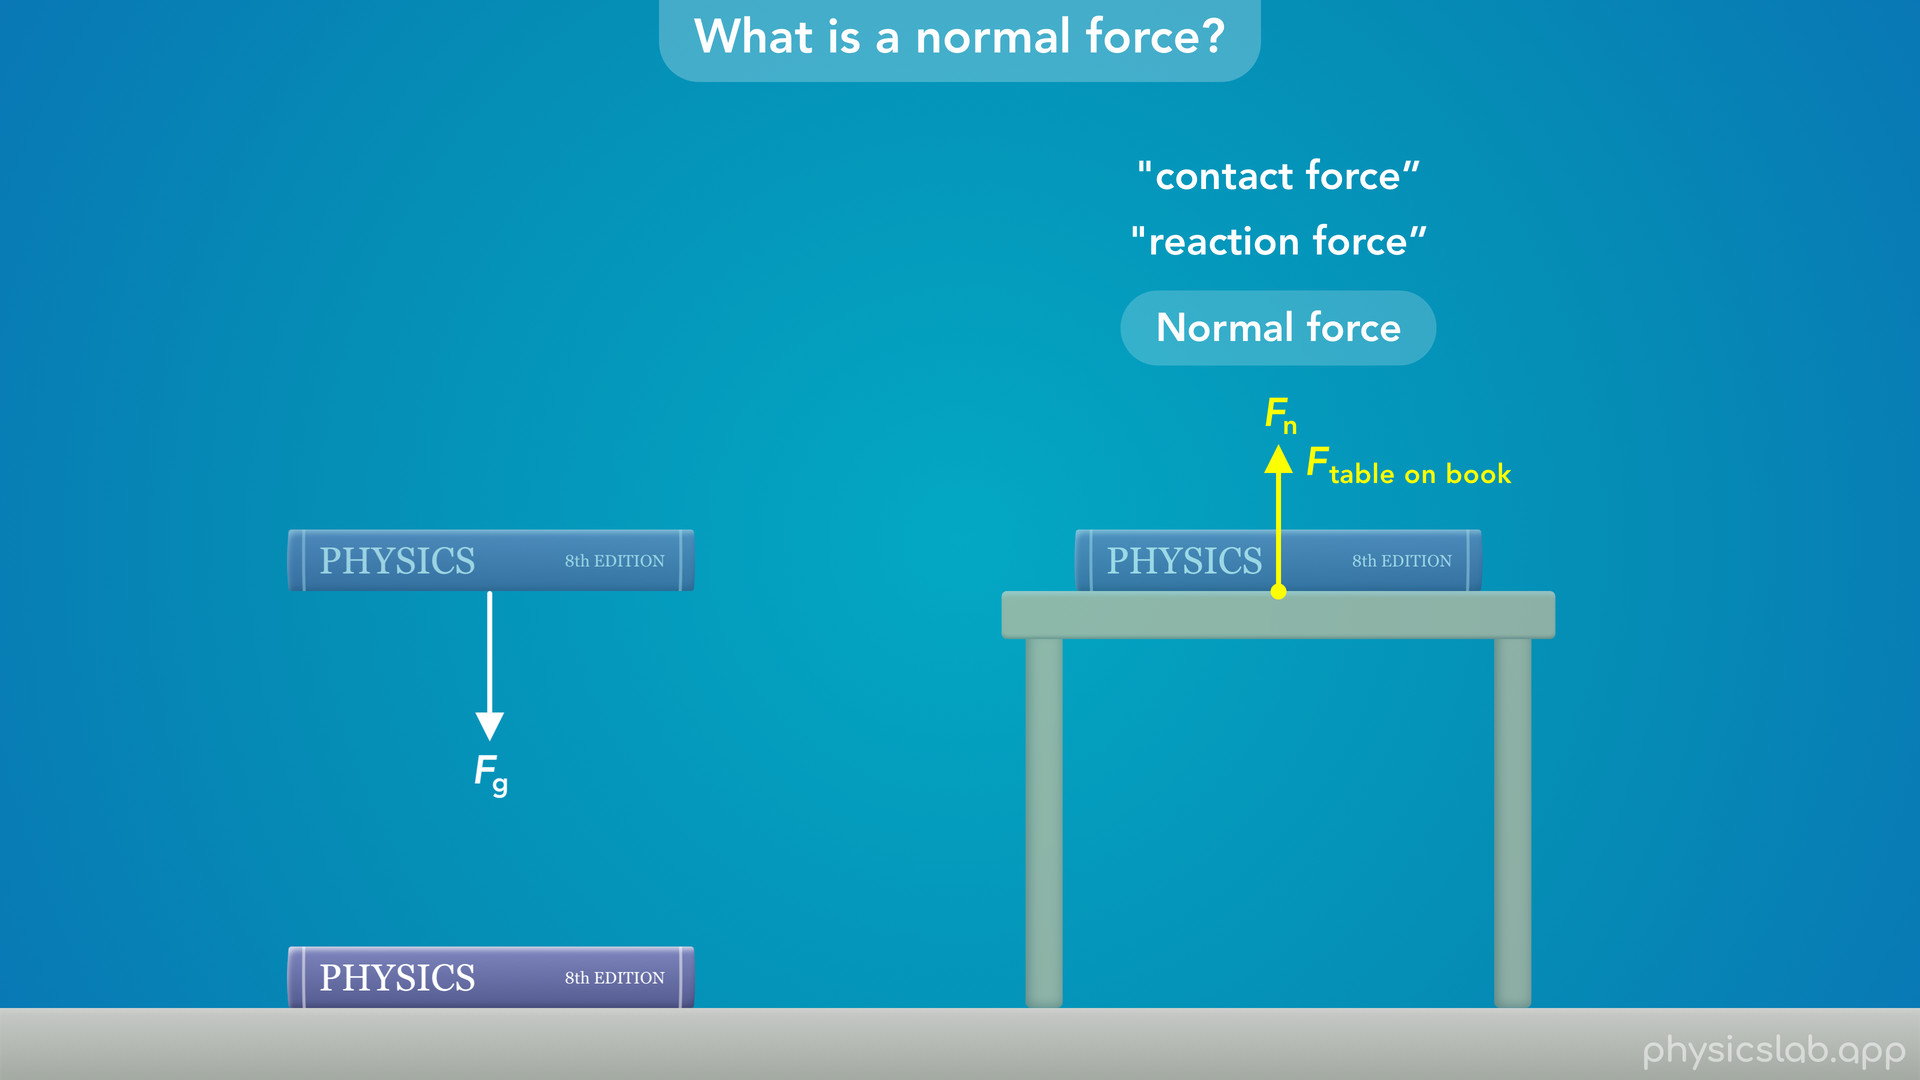 What is a normal force?
"contact force”
"reaction force”
Normal force
Fn
Ftable on book
PHYSICS 8th EDITION
PHYSICS 8th EDITION
Fg
PHYSICS 8th EDITION
physicslab.app